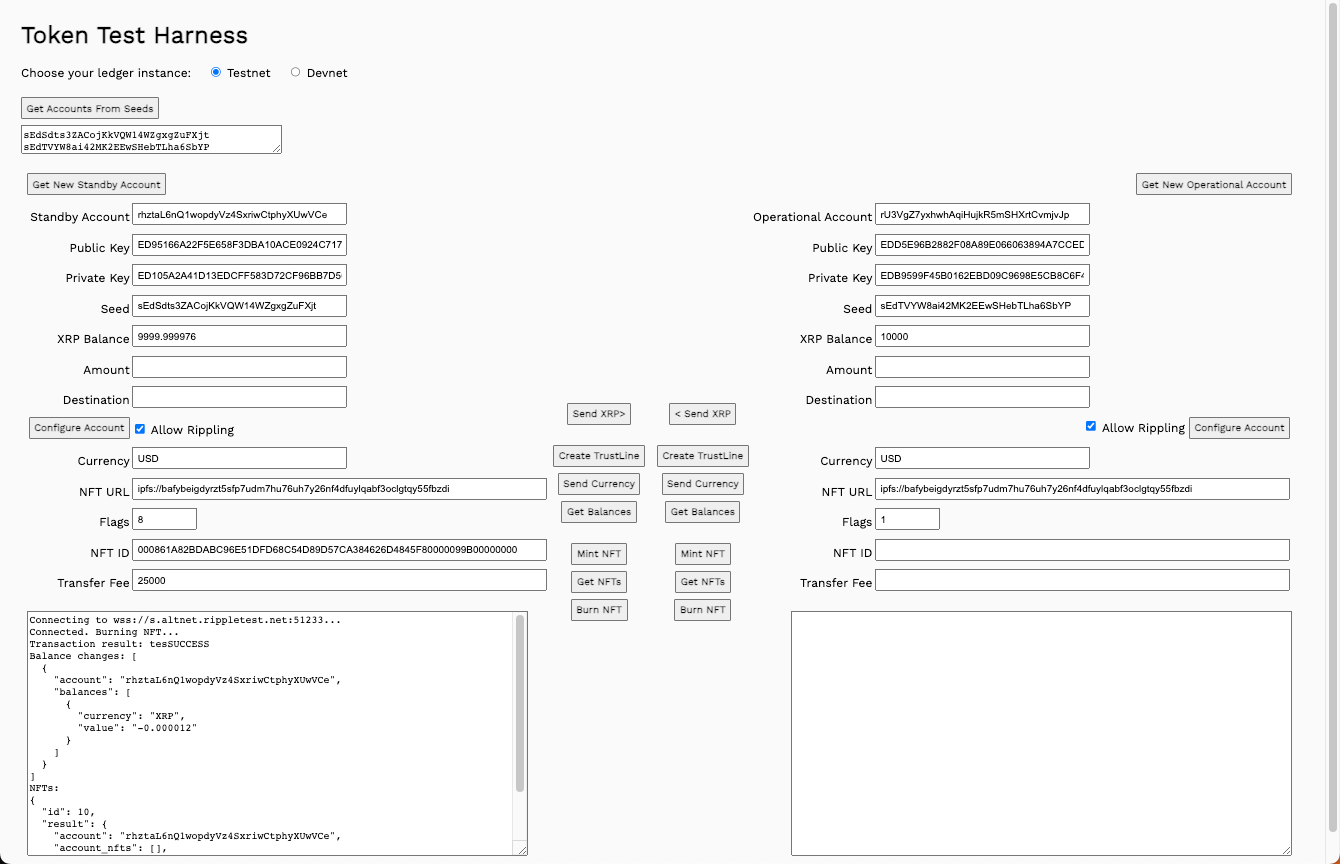 Token Test Harness
Choose your ledger instance: Testnet Devnet
Get Accounts From Seeds
sEdSdts3ZACojKkVQW14WZgxgZuFXjt
sEdTVYW8ai42MK2EEwSHebTLha6SbYP
Get New Standby Account
Get New Operational Account
Standby Account rhztaL6nQ1wopdyVz4SxriwCtphyXUwVCe
Operational Account rU3VgZ7yxhwhAqiHujkR5mSHXrtCvmjvJp
Public Key ED95166A22F5E658F3DBA10ACE0924C717
Public Key EDD5E96B2882F08A89E066063894A7CCED
Private Key ED105A2A41D13EDCFF583D72CF96BB7D5
Private Key EDB9599F45B0162EBD09C9698E5CB8C6F4
Seed sEdSdts3ZACojKkVQW14WZgxgZuFXjt
Seed sEdTVYW8ai42MK2EEwSHebTLha6SbYP
XRP Balance 9999.999976
XRP Balance 10000
Amount
Amount
Destination
Destination
Send XRP>
< Send XRP
Configure Account Allow Rippling
Allow Rippling Configure Account
Currency USD
Create TrustLine
Create TrustLine
Currency USD
NFT URL ipfs://bafybeigdyrzt5sfp7udm7hu76uh7y26nf4dfuylqabf3oclgtqy55fbzdi
Send Currency
Send Currency
NFT URL ipfs://bafybeigdyrzt5sfp7udm7hu76uh7y26nf4dfuylqabf3oclgtqy55fbzdi
Flags 8
Get Balances
Get Balances
Flags 1
NFT ID 000861A82BDABC96E51DFD68C54D89D57CA384626D4845F80000099B00000000
Mint NFT
Mint NFT
NFT ID
Transfer Fee 25000
Get NFTs
Get NFTs
Transfer Fee
Burn NFT
Burn NFT
Connecting to wss://s.altnet.rippletest.net:51233...
Connected. Burning NFT...
Transaction result: tesSUCCESS
Balance changes: [
{
"account": "rhztaL6nQ1wopdyVz4SxriwCtphyXUwVCe",
"balances": [
{
"currency": "XRP",
"value": "-0.000012"
}
]
}
]
NFTs:
{
"id": 10,
"result": {
"account": "rhztaL6nQ1wopdyVz4SxriwCtphyXUwVCe",
"account_nfts": [],